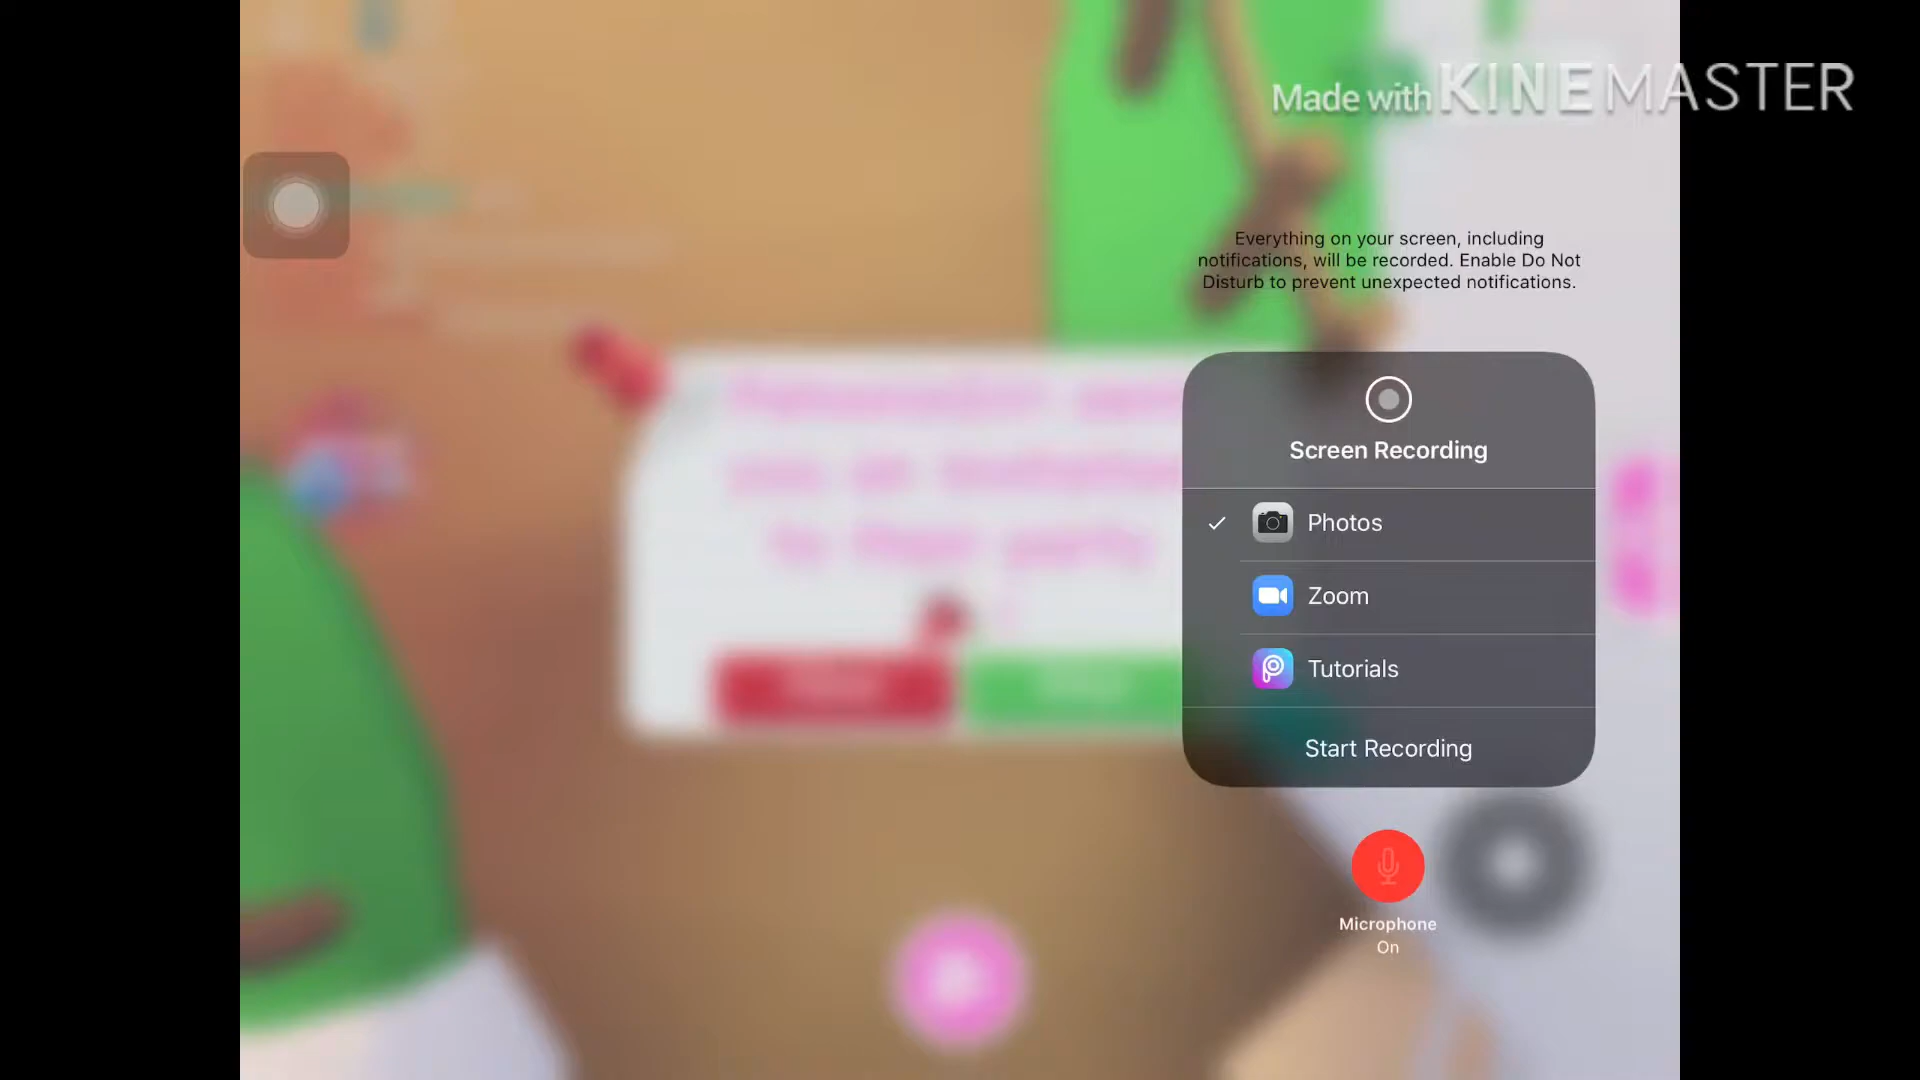 Made with KINEMASTER
Everything on your screen, including
notifications, will be recorded. Enable Do Not
Disturb to prevent unexpected notifications.
Screen Recording
Photos
Zoom
Tutorials
Start Recording
Microphone
On